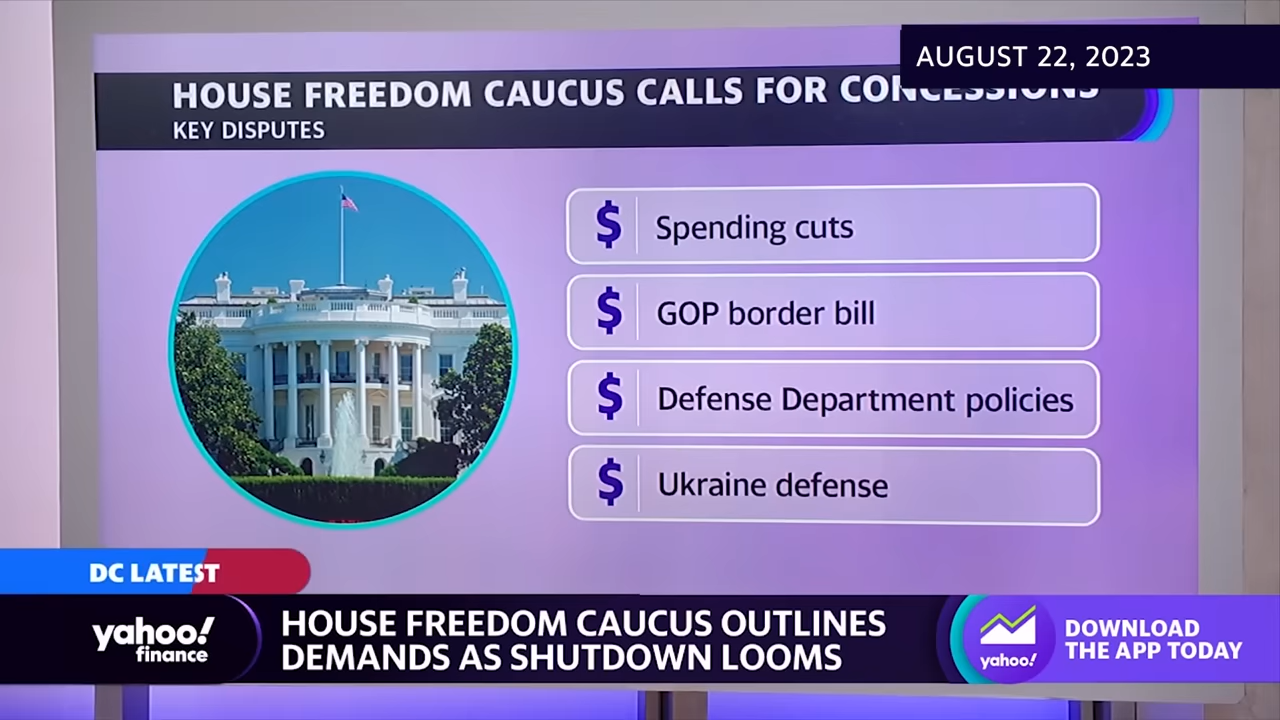 AUGUST 22, 2023
HOUSE FREEDOM CAUCUS CALLS FOR CONCESSIONS
KEY DISPUTES
$ Spending cuts
$ GOP border bill
$ Defense Department policies
$ Ukraine defense
DC LATEST
yahoo!
finance
HOUSE FREEDOM CAUCUS OUTLINES
DEMANDS AS SHUTDOWN LOOMS
yahoo!
DOWNLOAD
THE APP TODAY